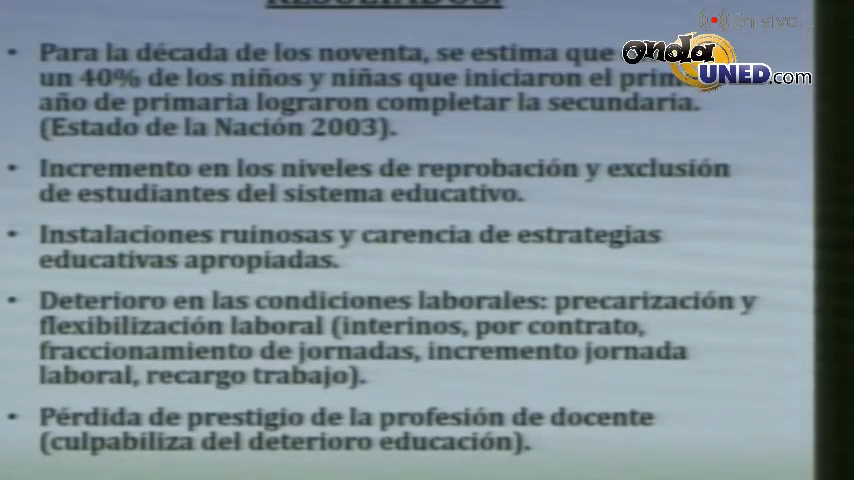 RESULTADOS:
En vivo...
onda
UNED.com
• Para la década de los noventa, se estima que
un 40% de los niños y niñas que iniciaron el prim
año de primaria lograron completar la secundaria.
(Estado de la Nación 2003).
• Incremento en los niveles de reprobación y exclusión
de estudiantes del sistema educativo.
• Instalaciones ruinosas y carencia de estrategias
educativas apropiadas.
• Deterioro en las condiciones laborales: precarización y
flexibilización laboral (interinos, por contrato,
fraccionamiento de jornadas, incremento jornada
laboral, recargo trabajo).
• Pérdida de prestigio de la profesión de docente
(culpabiliza del deterioro educación).